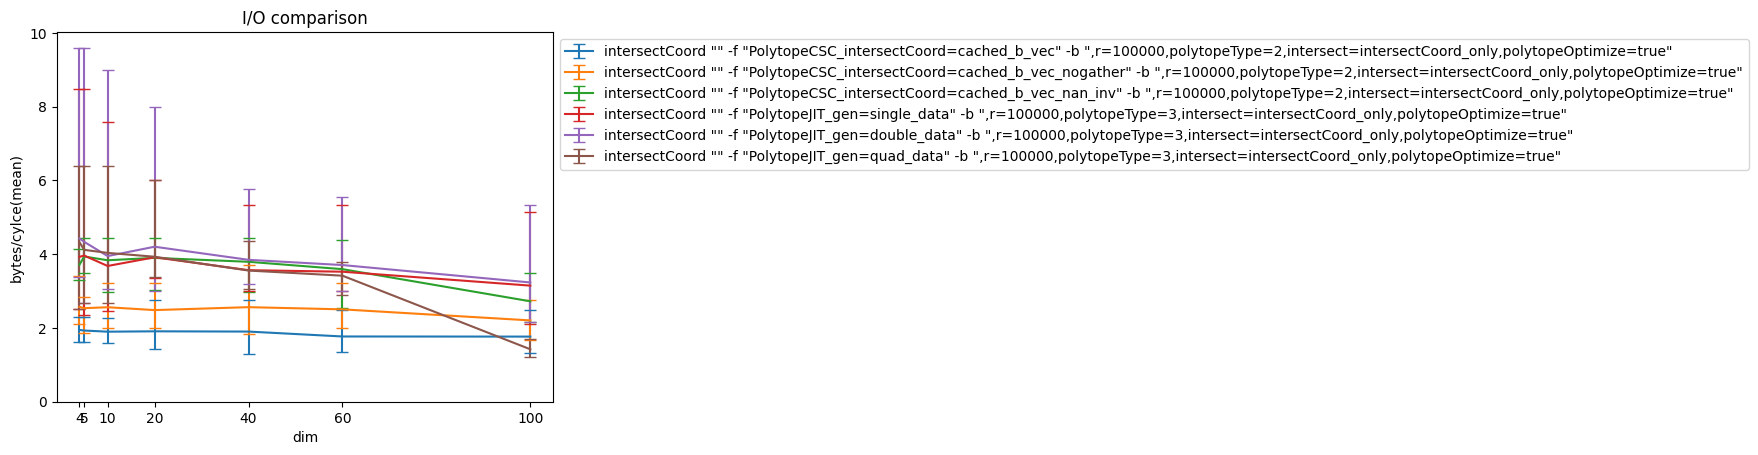 I/O comparison
bytes/cylce(mean)
10
8
6
4
2
0
4 5 10 20 40 60 100
dim
intersectCoord "" -f "PolytopeCSC_intersectCoord=cached_b_vec" -b ",r=100000,polytopeType=2,intersect=intersectCoord_only,polytopeOptimize=true"
intersectCoord "" -f "PolytopeCSC_intersectCoord=cached_b_vec_nogather" -b ",r=100000,polytopeType=2,intersect=intersectCoord_only,polytopeOptimize=true"
intersectCoord "" -f "PolytopeCSC_intersectCoord=cached_b_vec_nan_inv" -b ",r=100000,polytopeType=2,intersect=intersectCoord_only,polytopeOptimize=true"
intersectCoord "" -f "PolytopeJIT_gen=single_data" -b ",r=100000,polytopeType=3,intersect=intersectCoord_only,polytopeOptimize=true"
intersectCoord "" -f "PolytopeJIT_gen=double_data" -b ",r=100000,polytopeType=3,intersect=intersectCoord_only,polytopeOptimize=true"
intersectCoord "" -f "PolytopeJIT_gen=quad_data" -b ",r=100000,polytopeType=3,intersect=intersectCoord_only,polytopeOptimize=true"